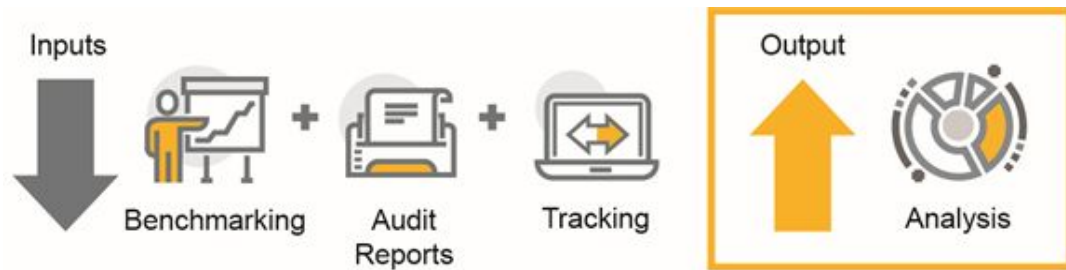 Inputs
Benchmarking
Audit
Reports
Tracking
Output
Analysis